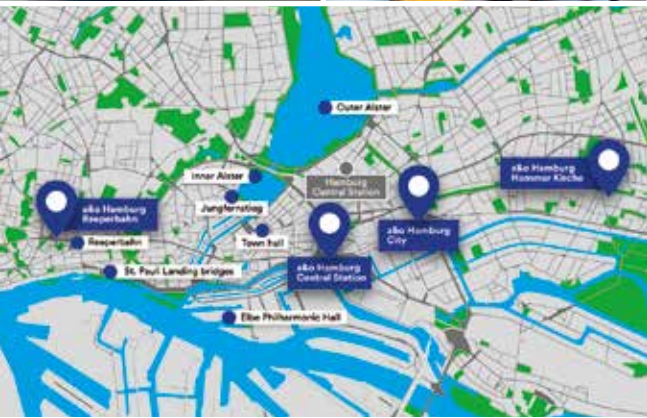 Outer Alster
Inner Alster
Hamburg
Central Station
a&o Hamburg
Hammer Kirche
Jungfernstieg
a&o Hamburg
Reeperbahn
a&o Hamburg
City
Reeperbahn
Town hall
St. Pauli Landing bridges
a&o Hamburg
Central Station
Elbe Philharmonic Hall